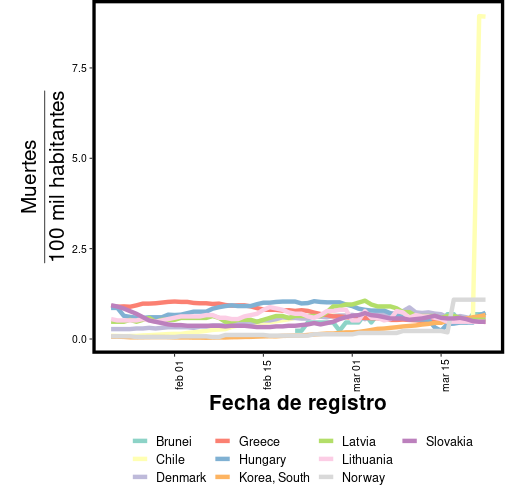 Muertes
100 mil habitantes
7.5
5.0
2.5
0.0
feb 01
feb 15
mar 01
mar 15
Fecha de registro
Brunei Greece Latvia Slovakia
Chile Hungary Lithuania
Denmark Korea, South Norway